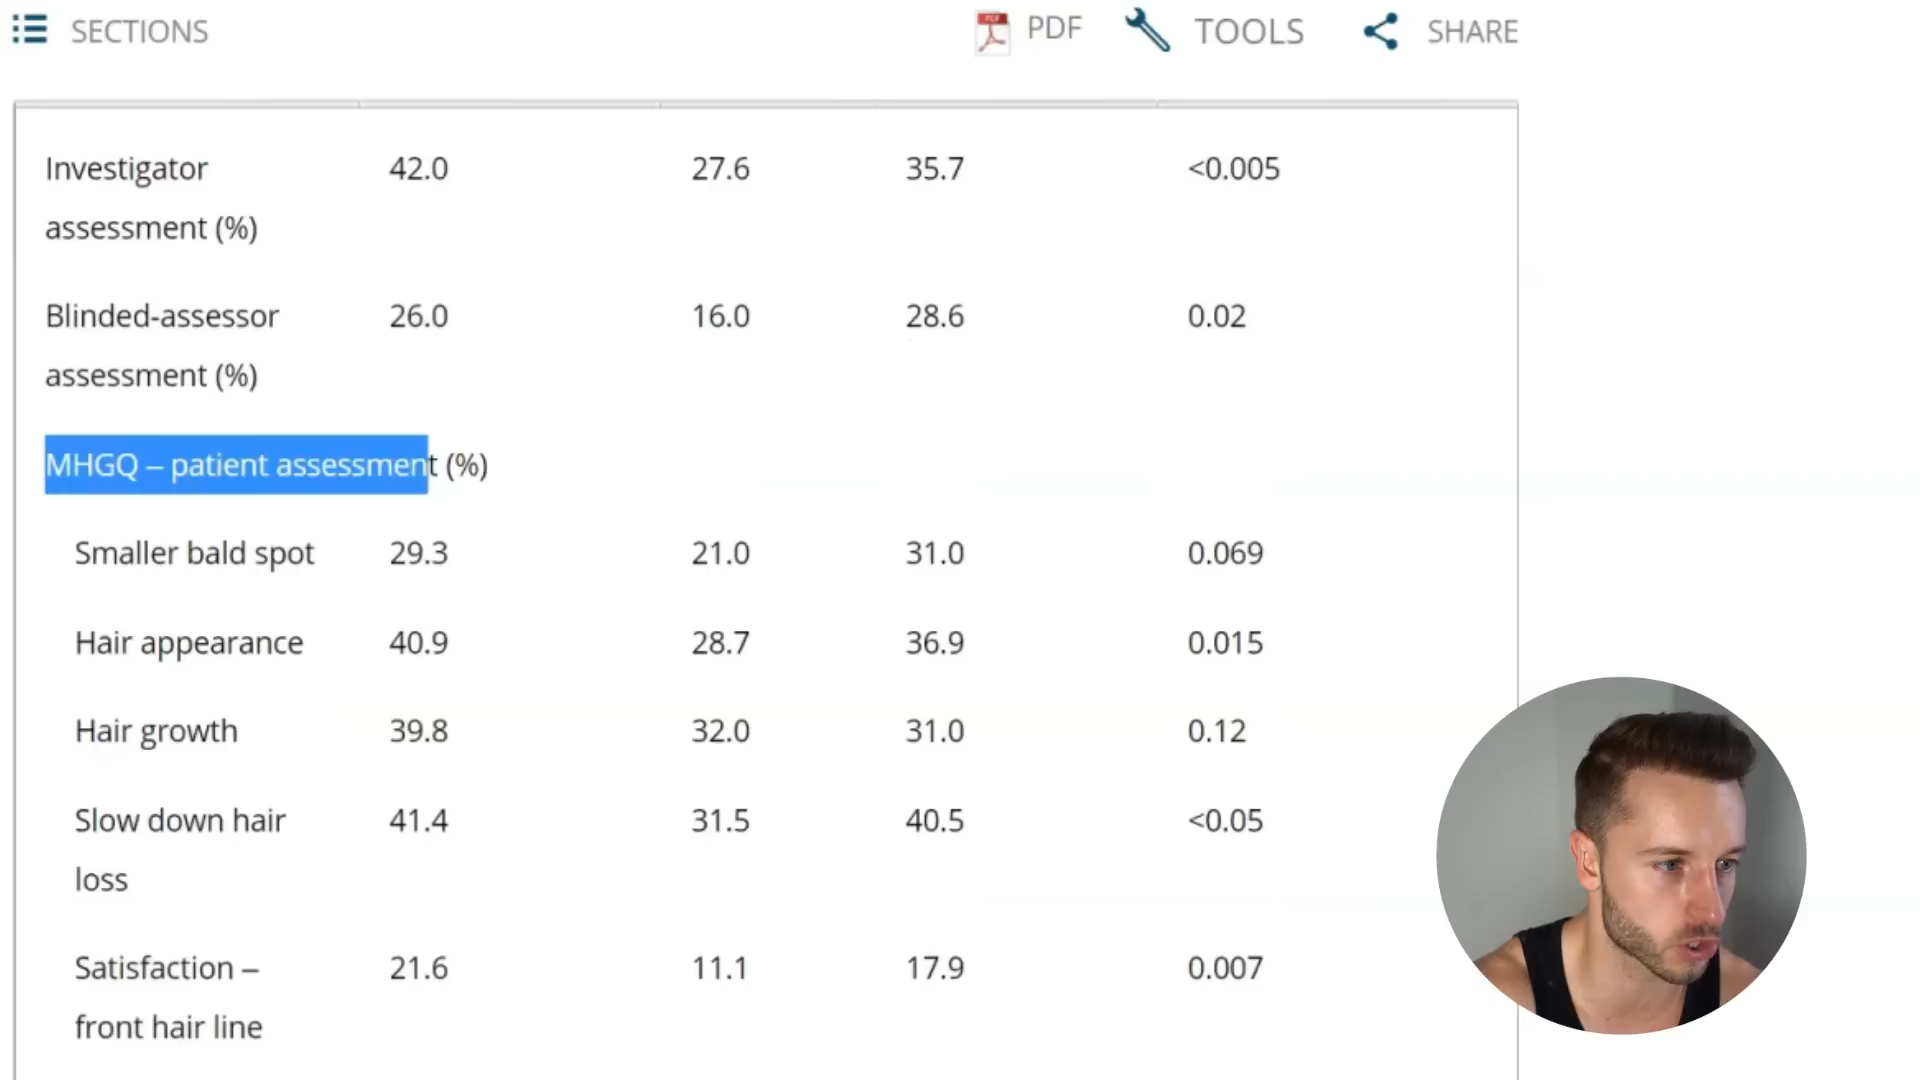 SECTIONS PDF TOOLS SHARE
Investigator 42.0 27.6 35.7 <0.005
assessment (%)
Blinded-assessor 26.0 16.0 28.6 0.02
assessment (%)
MHGQ – patient assessment (%)
Smaller bald spot 29.3 21.0 31.0 0.069
Hair appearance 40.9 28.7 36.9 0.015
Hair growth 39.8 32.0 31.0 0.12
Slow down hair 41.4 31.5 40.5 <0.05
loss
Satisfaction – 21.6 11.1 17.9 0.007
front hair line